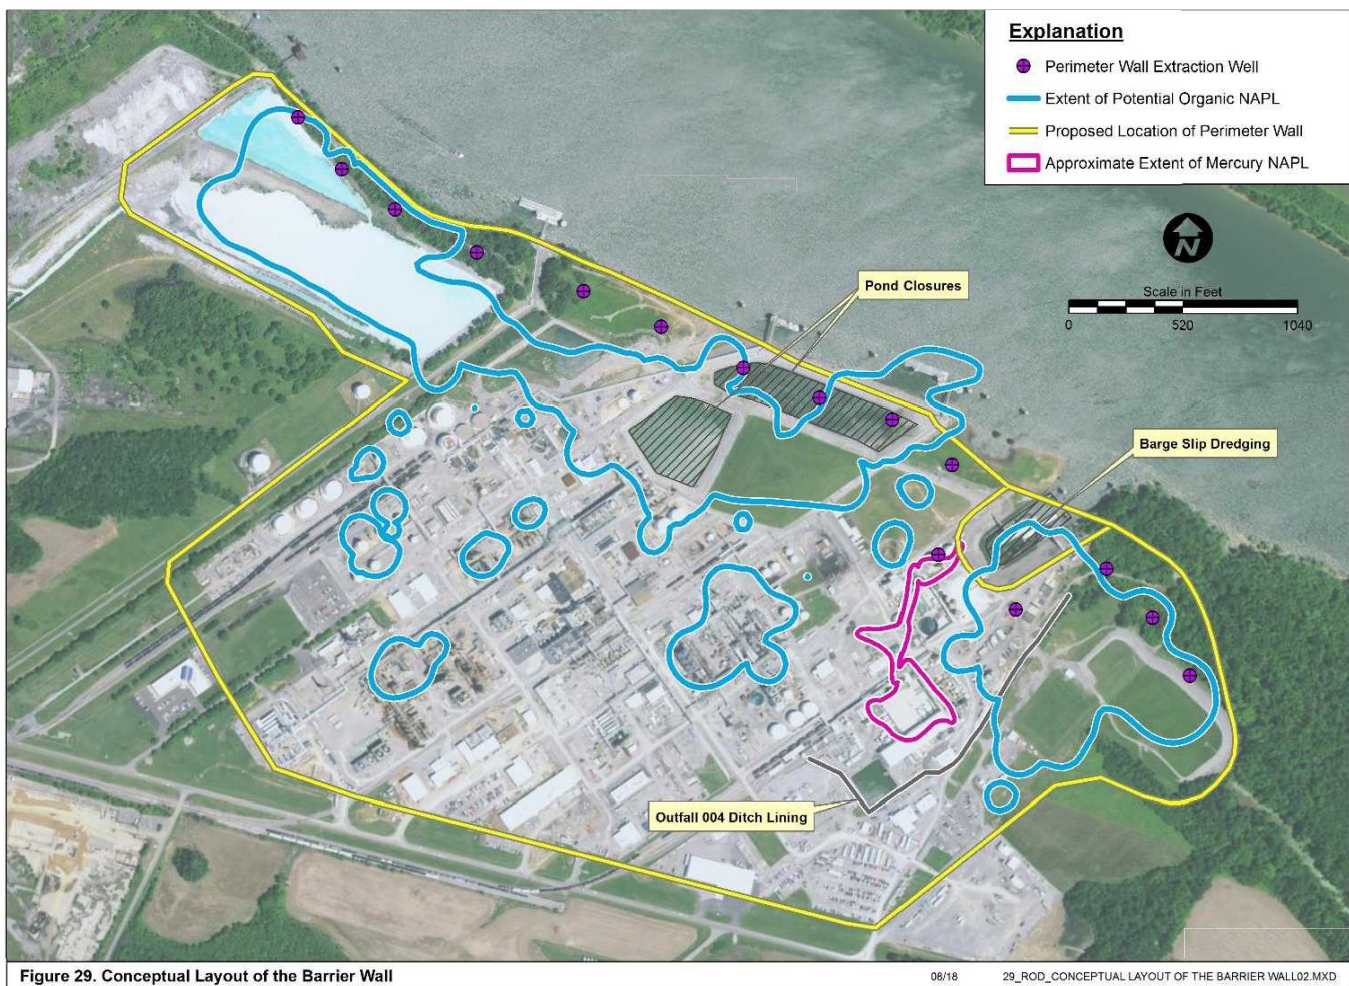 Explanation
Perimeter Wall Extraction Well
Extent of Potential Organic NAPL
Proposed Location of Perimeter Wall
Approximate Extent of Mercury NAPL
N
Scale in Feet
0 520 1040
Pond Closures
Barge Slip Dredging
Outfall 004 Ditch Lining
Figure 29. Conceptual Layout of the Barrier Wall
08/18 29_ROD_CONCEPTUAL LAYOUT OF THE BARRIER WALL02.MXD